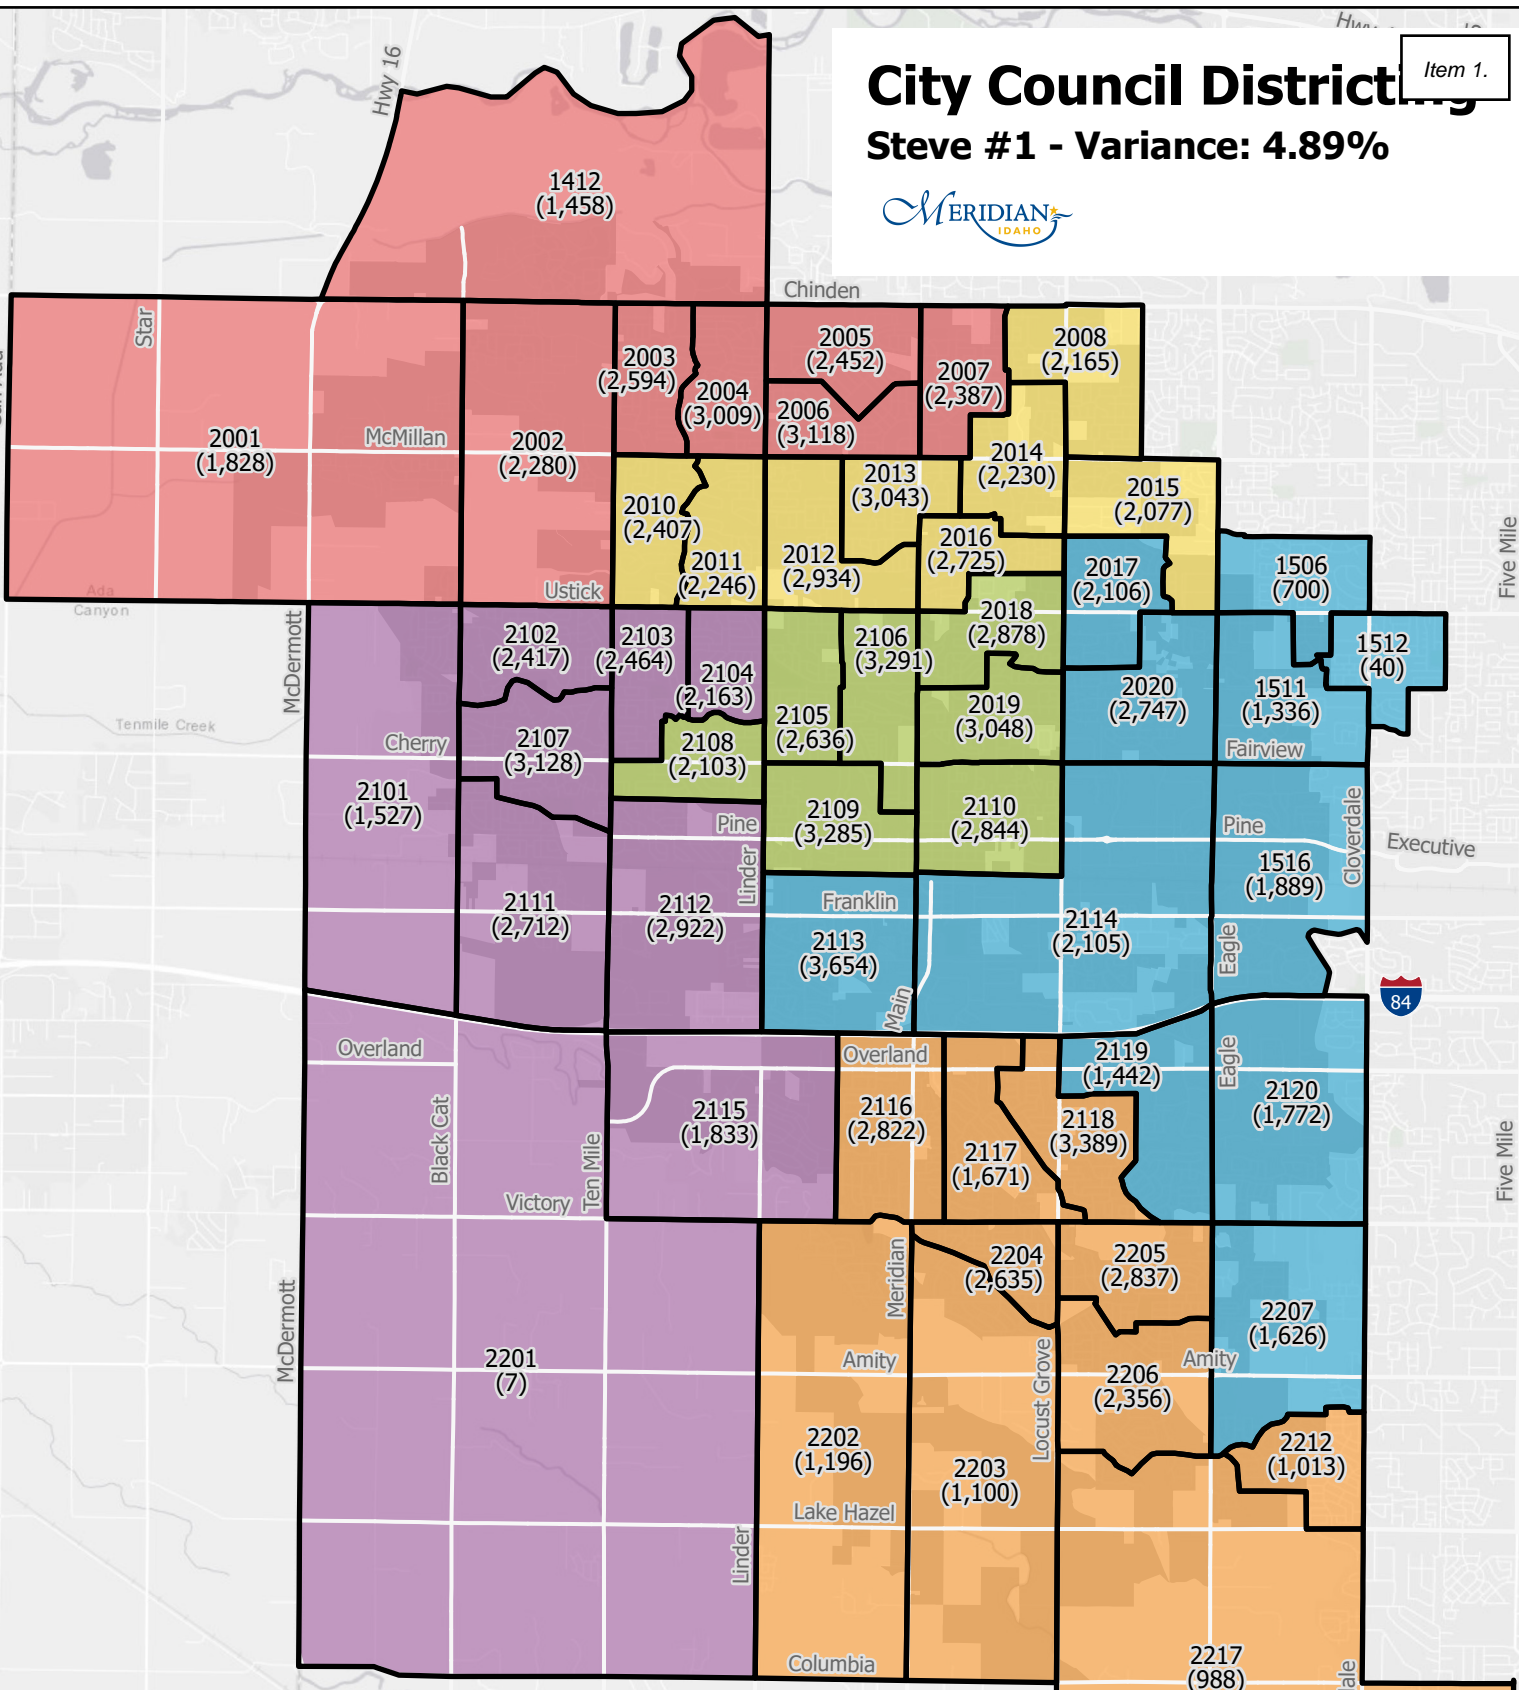 Hwy 16
City Council Districting
Item 1.
Steve #1 - Variance: 4.89%
MERIDIAN
IDAHO
1412
(1,458)
Chinden
Star
2003
(2,594)
2004
(3,009)
2005
(2,452)
2006
(3,118)
2007
(2,387)
2008
(2,165)
2001
(1,828)
McMillan
2002
(2,280)
2010
(2,407)
2011
(2,246)
2012
(2,934)
2013
(3,043)
2014
(2,230)
2015
(2,077)
2016
(2,725)
2017
(2,106)
1506
(700)
Five Mile
Ada
Canyon
Ustick
McDermott
2102
(2,417)
2103
(2,464)
2104
(2,163)
2106
(3,291)
2018
(2,878)
1512
(40)
Tenmile Creek
2105
(2,636)
2019
(3,048)
2020
(2,747)
1511
(1,336)
Cherry
2107
(3,128)
2108
(2,103)
Fairview
2101
(1,527)
Pine
2109
(3,285)
2110
(2,844)
Pine
Cloverdale
Executive
Linder
1516
(1,889)
2111
(2,712)
2112
(2,922)
Franklin
2113
(3,654)
2114
(2,105)
Eagle
Main
84
Overland
Overland
2119
(1,442)
Eagle
2120
(1,772)
Black Cat
2115
(1,833)
2116
(2,822)
2118
(3,389)
2117
(1,671)
Ten Mile
Victory
Five Mile
McDermott
Meridian
2204
(2,635)
2205
(2,837)
2207
(1,626)
2201
(7)
Amity
Locust Grove
Amity
2206
(2,356)
2202
(1,196)
2203
(1,100)
2212
(1,013)
Lake Hazel
Linder
Columbia
2217
(988)